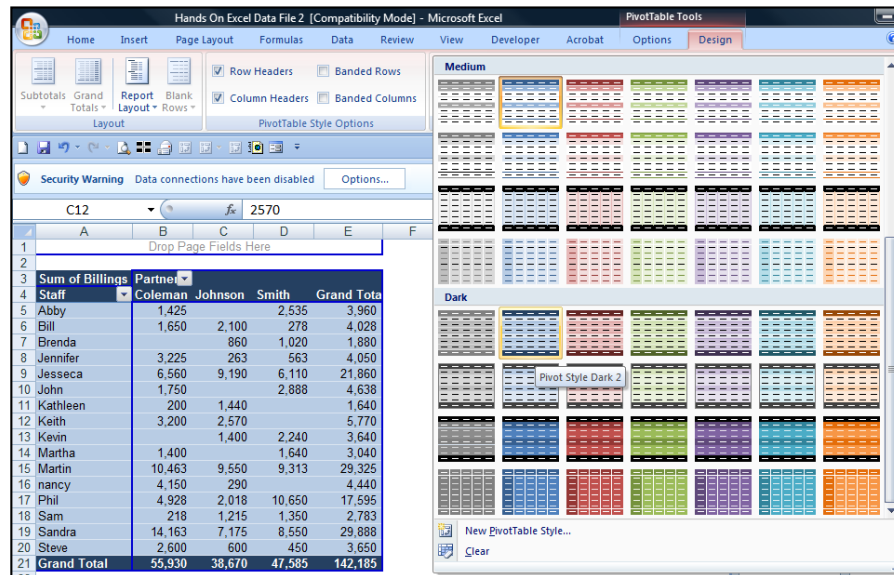 Hands On Excel Data File 2 [Compatibility Mode] - Microsoft Excel
PivotTable Tools
Home Insert Page Layout Formulas Data Review View Developer Acrobat Options Design
Subtotals Grand Totals Report Layout Blank Rows
Row Headers Banded Rows
Column Headers Banded Columns
Layout PivotTable Style Options
Security Warning Data connections have been disabled Options...
C12 fx 2570
A B C D E F
1 Drop Page Fields Here
2
3 Sum of Billings Partner
4 Staff Coleman Johnson Smith Grand Tota
5 Abby 1,425 2,535 3,960
6 Bill 1,650 2,100 278 4,028
7 Brenda 860 1,020 1,880
8 Jennifer 3,225 263 563 4,050
9 Jesseca 6,560 9,190 6,110 21,860
10 John 1,750 2,888 4,638
11 Kathleen 200 1,440 1,640
12 Keith 3,200 2,570 5,770
13 Kevin 1,400 2,240 3,640
14 Martha 1,400 1,640 3,040
15 Martin 10,463 9,550 9,313 29,325
16 nancy 4,150 290 4,440
17 Phil 4,928 2,018 10,650 17,595
18 Sam 218 1,215 1,350 2,783
19 Sandra 14,163 7,175 8,550 29,888
20 Steve 2,600 600 450 3,650
21 Grand Total 55,930 38,670 47,585 142,185
Medium
Dark
Pivot Style Dark 2
New PivotTable Style...
Clear